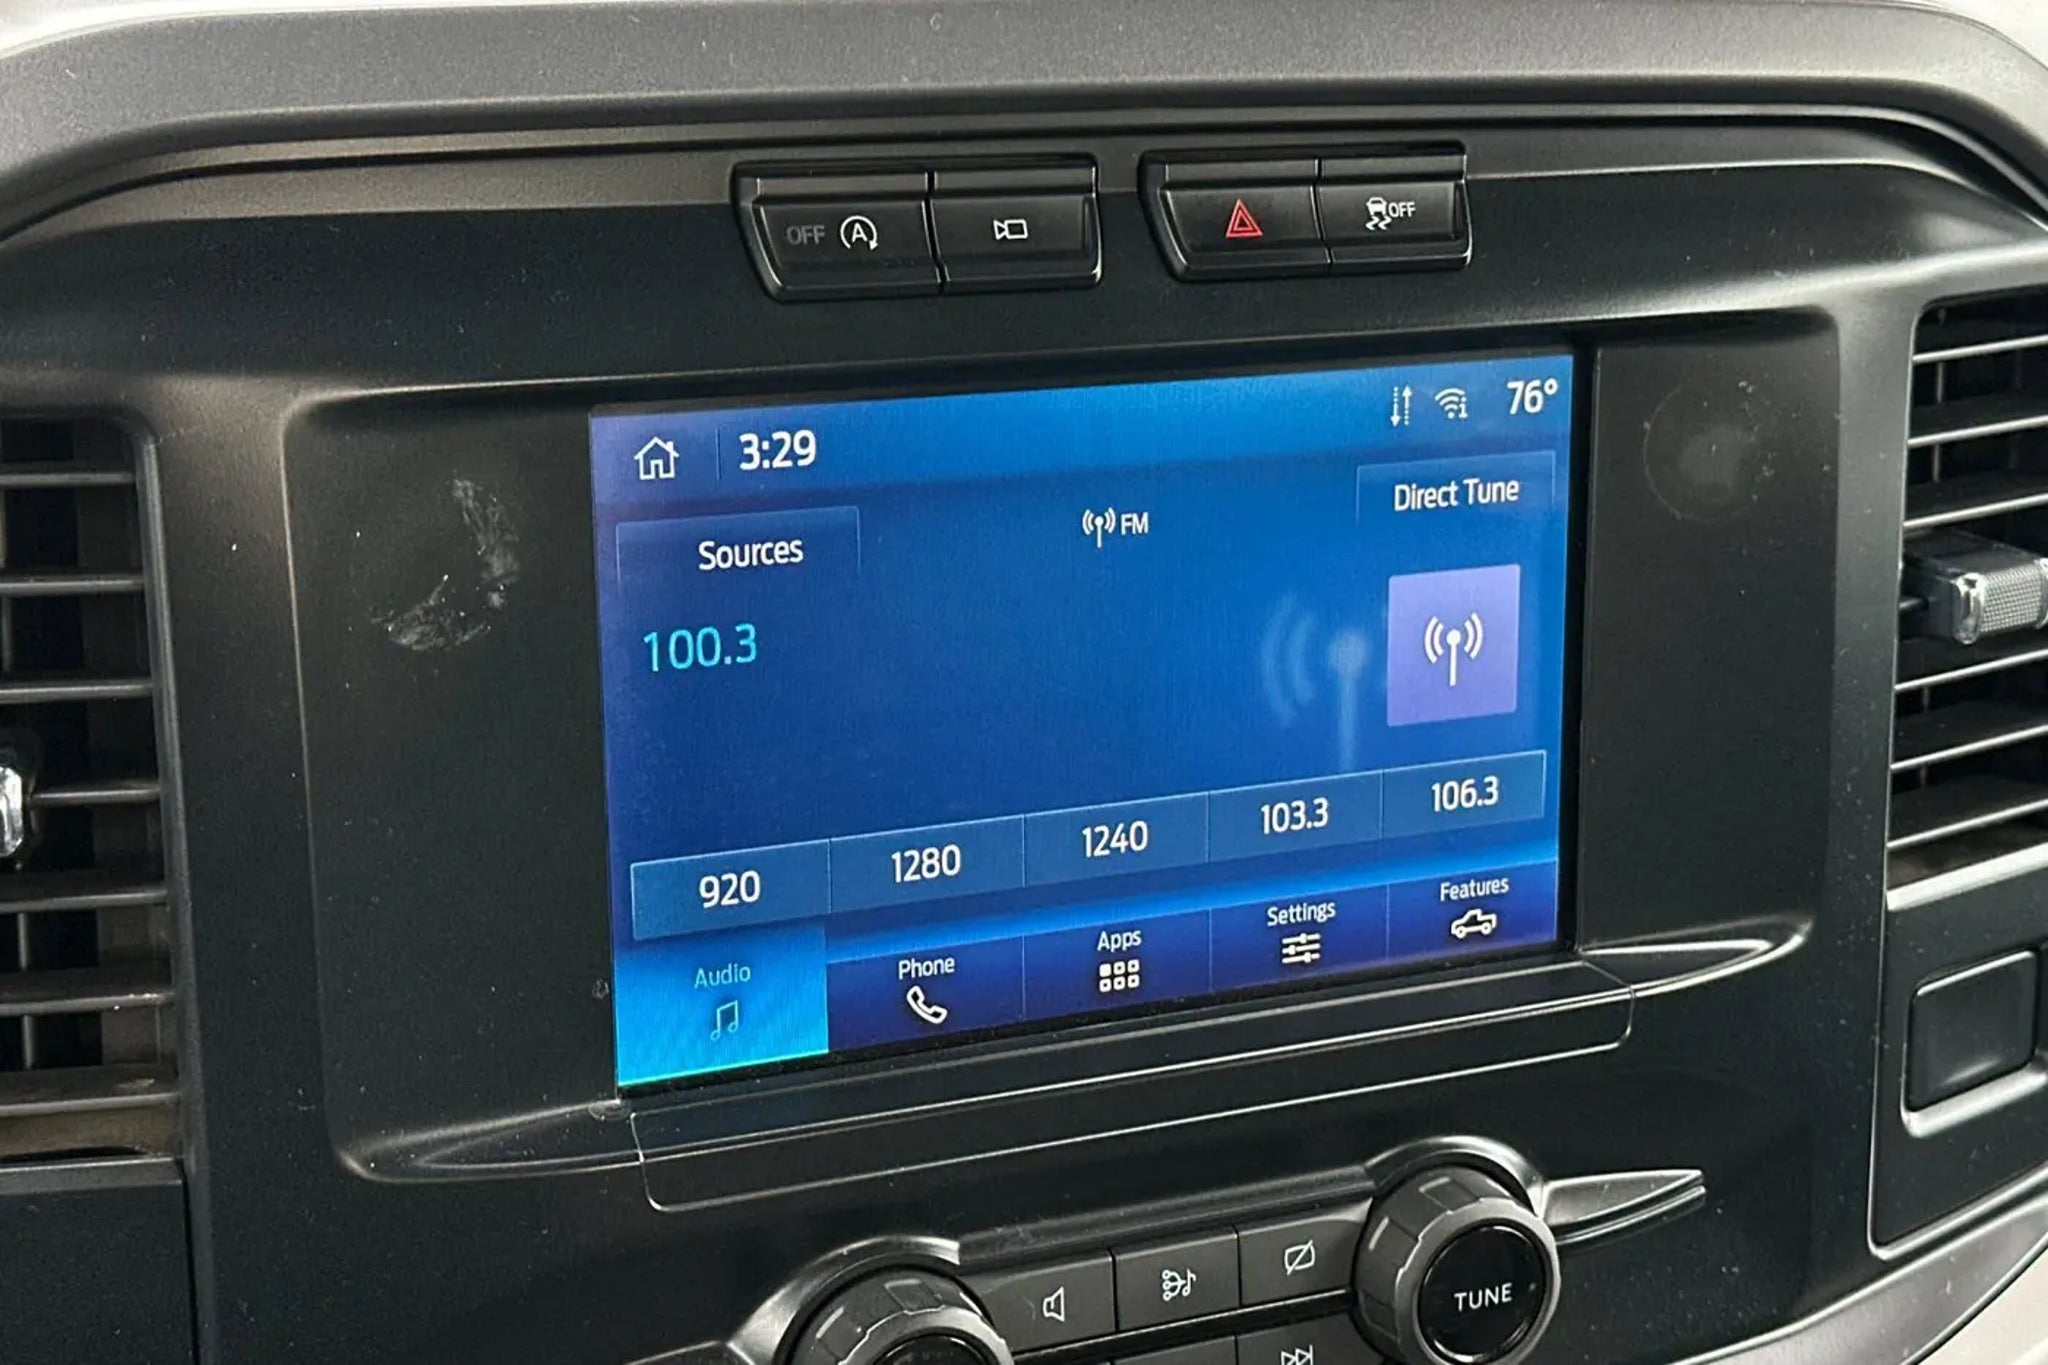 OFF A
OFF
3:29
76°
Sources
FM
Direct Tune
100.3
920
1280
1240
103.3
106.3
Audio
Phone
Apps
Settings
Features
TUNE